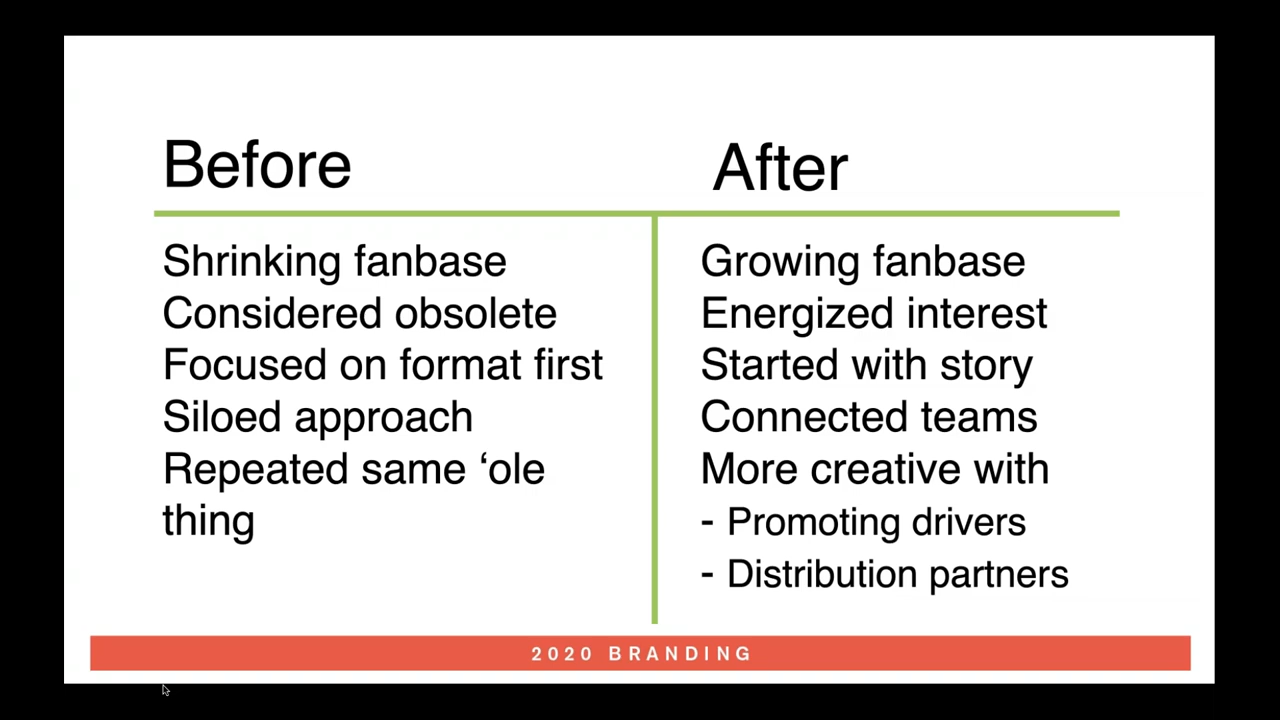 Before
After
Shrinking fanbase
Considered obsolete
Focused on format first
Siloed approach
Repeated same ‘ole
thing
Growing fanbase
Energized interest
Started with story
Connected teams
More creative with
- Promoting drivers
- Distribution partners
2020 BRANDING